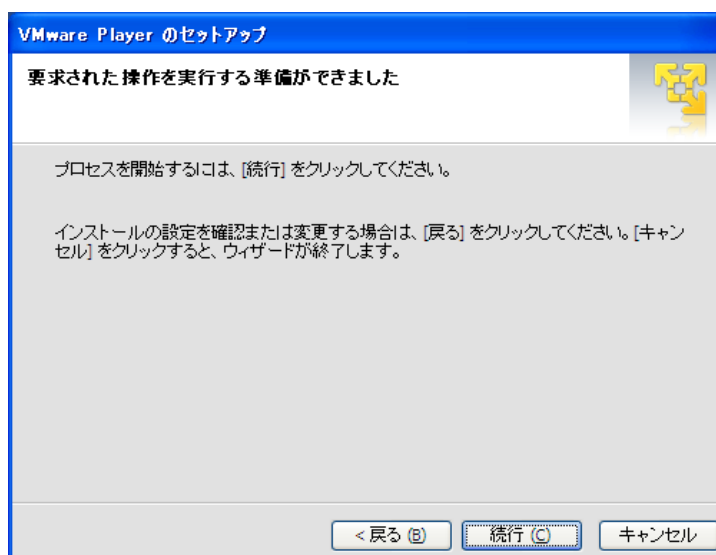 VMware Player のセットアップ
要求された操作を実行する準備ができました
プロセスを開始するには、[続行] をクリックしてください。
インストールの設定を確認または変更する場合は、[戻る] をクリックしてください。[キャン
セル] をクリックすると、ウィザードが終了します。
< 戻る (B) 続行 (C) キャンセル